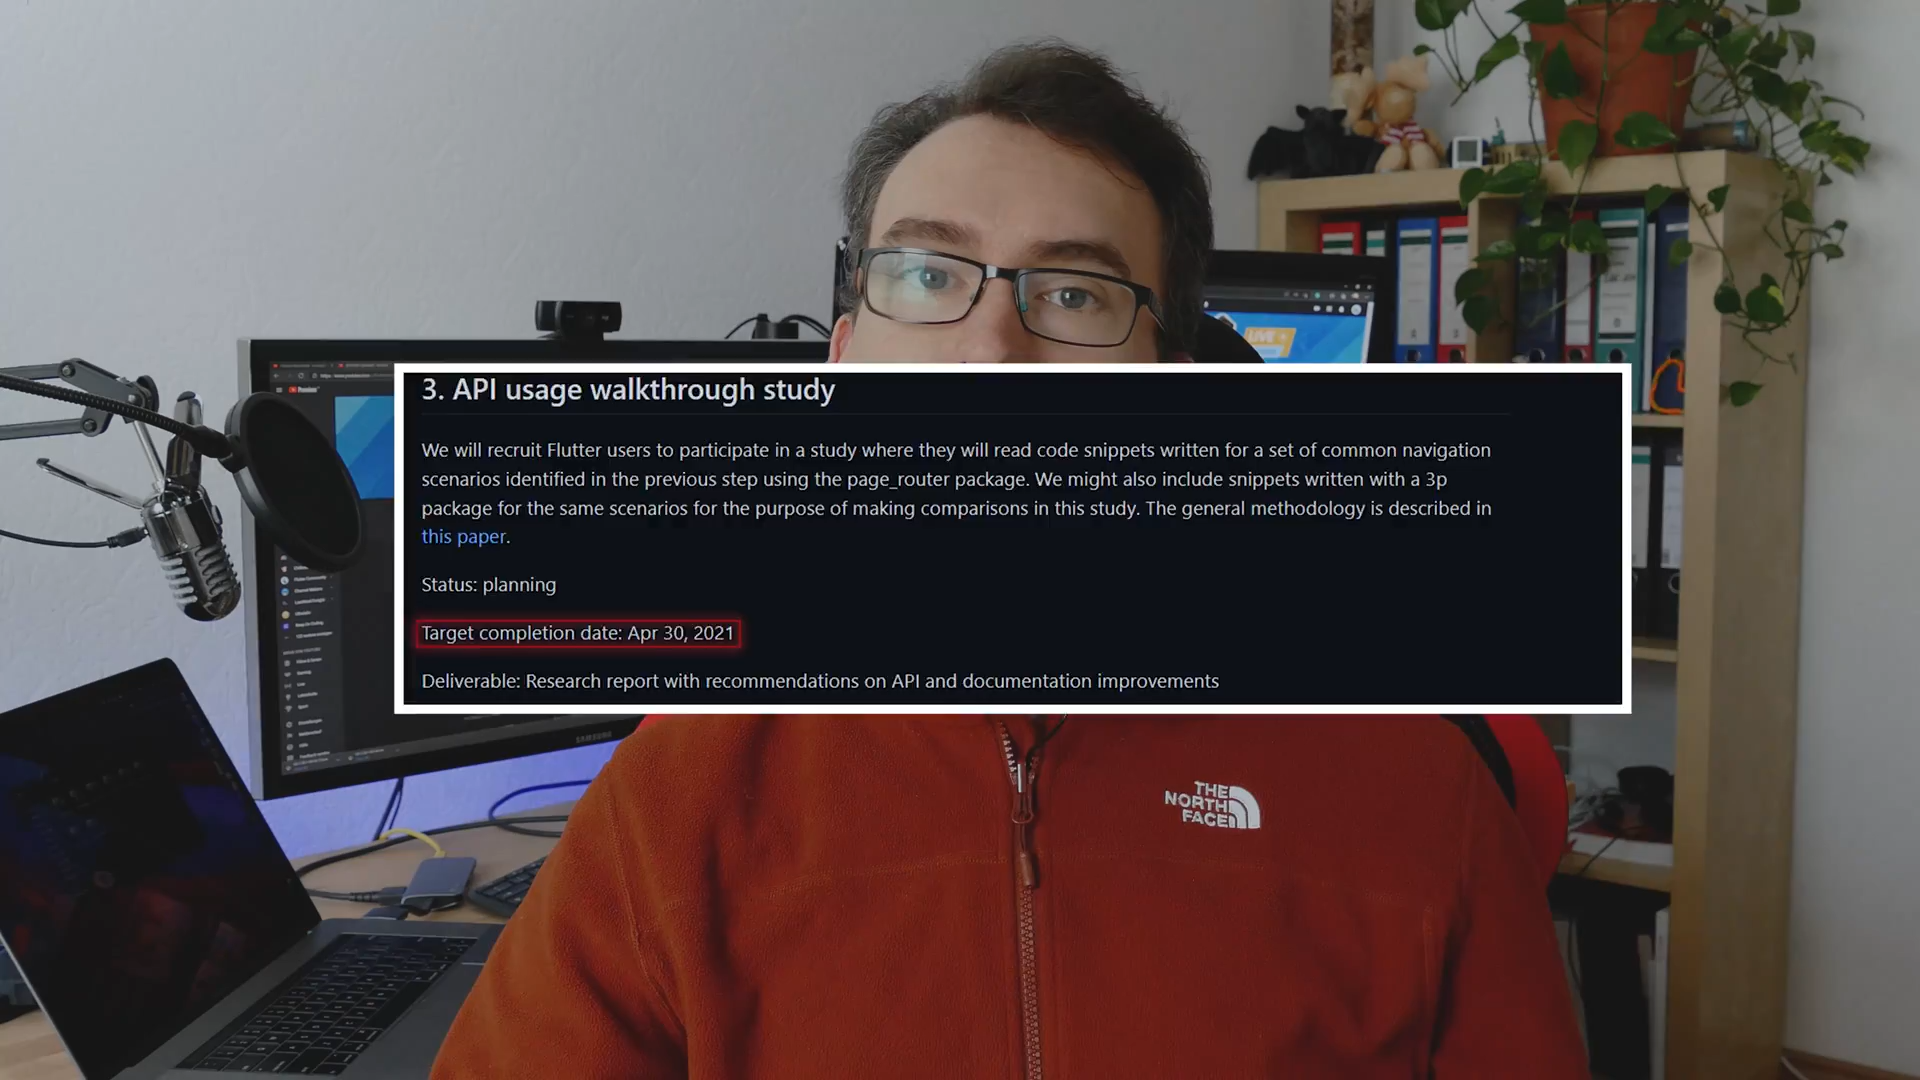 3. API usage walkthrough study
We will recruit Flutter users to participate in a study where they will read code snippets written for a set of common navigation
scenarios identified in the previous step using the page_router package. We might also include snippets written with a 3p
package for the same scenarios for the purpose of making comparisons in this study. The general methodology is described in
this paper.
Status: planning
Target completion date: Apr 30, 2021
Deliverable: Research report with recommendations on API and documentation improvements
LIVE
SAMSUNG
THE
NORTH
FACE